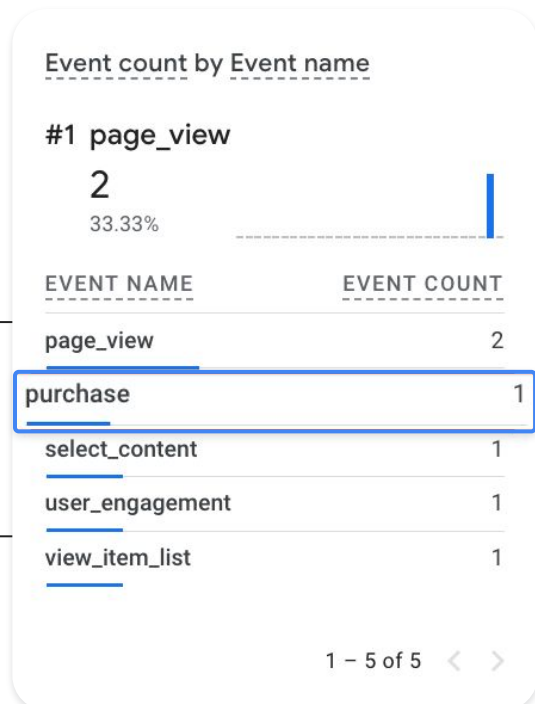 Event count by Event name
#1 page_view
2
33.33%
EVENT NAME EVENT COUNT
page_view 2
purchase 1
select_content 1
user_engagement 1
view_item_list 1
1 – 5 of 5